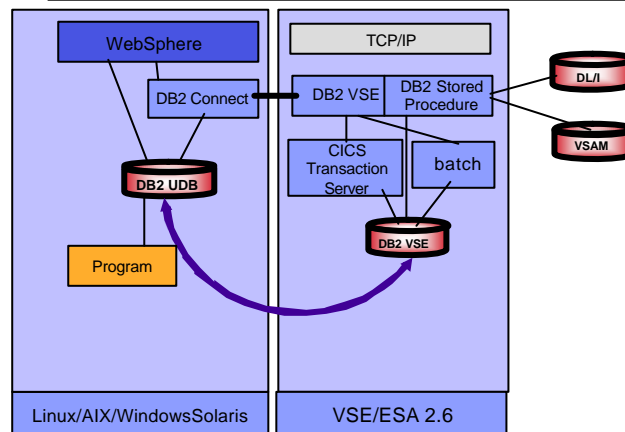 WebSphere
DB2 Connect
DB2 UDB
Program
Linux/AIX/WindowsSolaris
TCP/IP
DB2 VSE
DB2 Stored
Procedure
CICS
Transaction
Server
batch
DB2 VSE
VSE/ESA 2.6
DL/I
VSAM